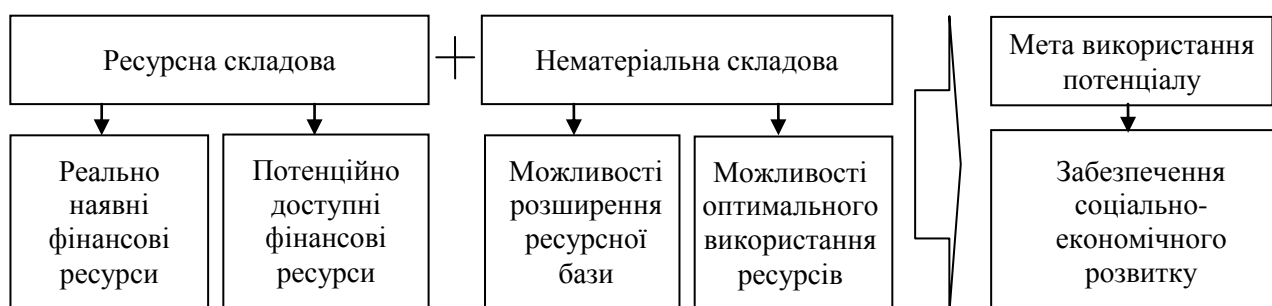 Ресурсна складова
Нематеріальна складова
Мета використання
потенціалу
Реально
наявні
фінансові
ресурси
Потенційно
доступні
фінансові
ресурси
Можливості
розширення
ресурсної
бази
Можливості
оптимального
використання
ресурсів
Забезпечення
соціально-
економічного
розвитку